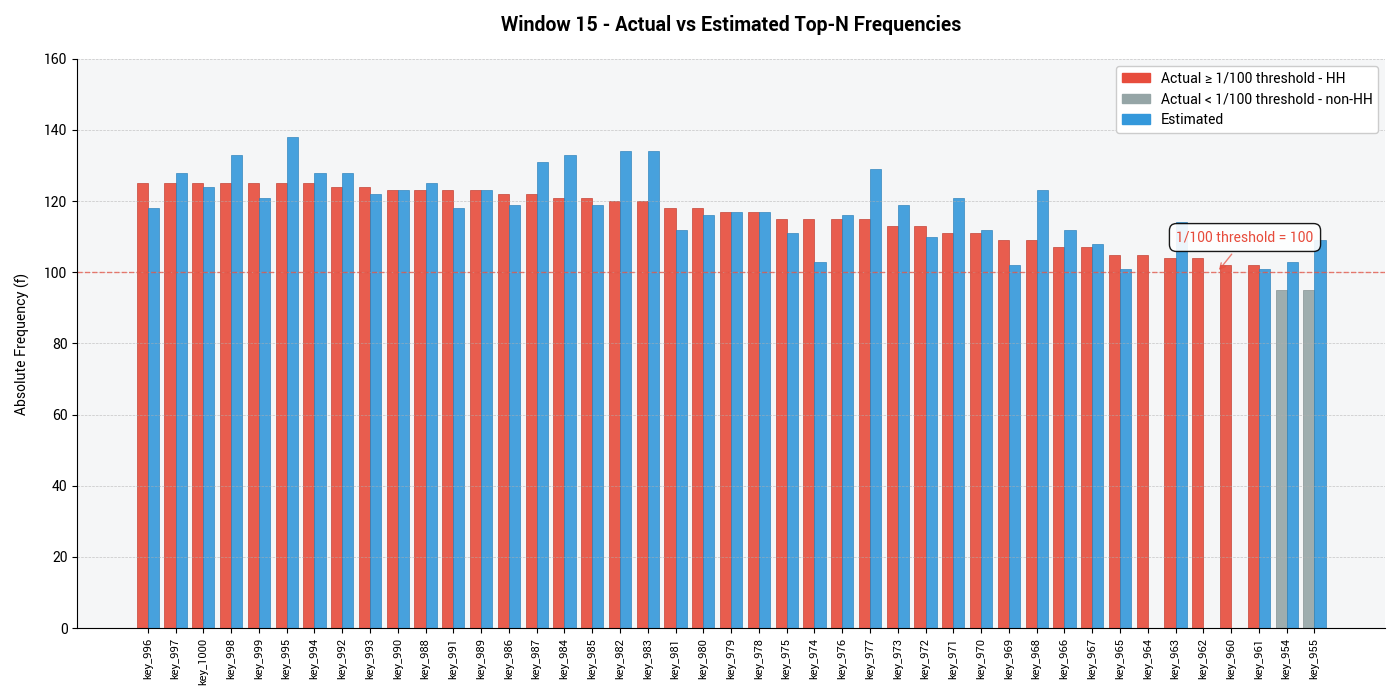 Window 15 - Actual vs Estimated Top-N Frequencies
160
140
120
100
80
60
40
20
0
Absolute Frequency (f)
Actual ≥ 1/100 threshold - HH
Actual < 1/100 threshold - non-HH
Estimated
1/100 threshold = 100
key_996
key_997
key_1000
key_998
key_999
key_995
key_994
key_992
key_993
key_990
key_988
key_991
key_989
key_986
key_987
key_984
key_985
key_982
key_983
key_981
key_980
key_979
key_978
key_975
key_974
key_976
key_977
key_973
key_972
key_971
key_970
key_969
key_968
key_966
key_967
key_965
key_964
key_963
key_962
key_960
key_961
key_954
key_955